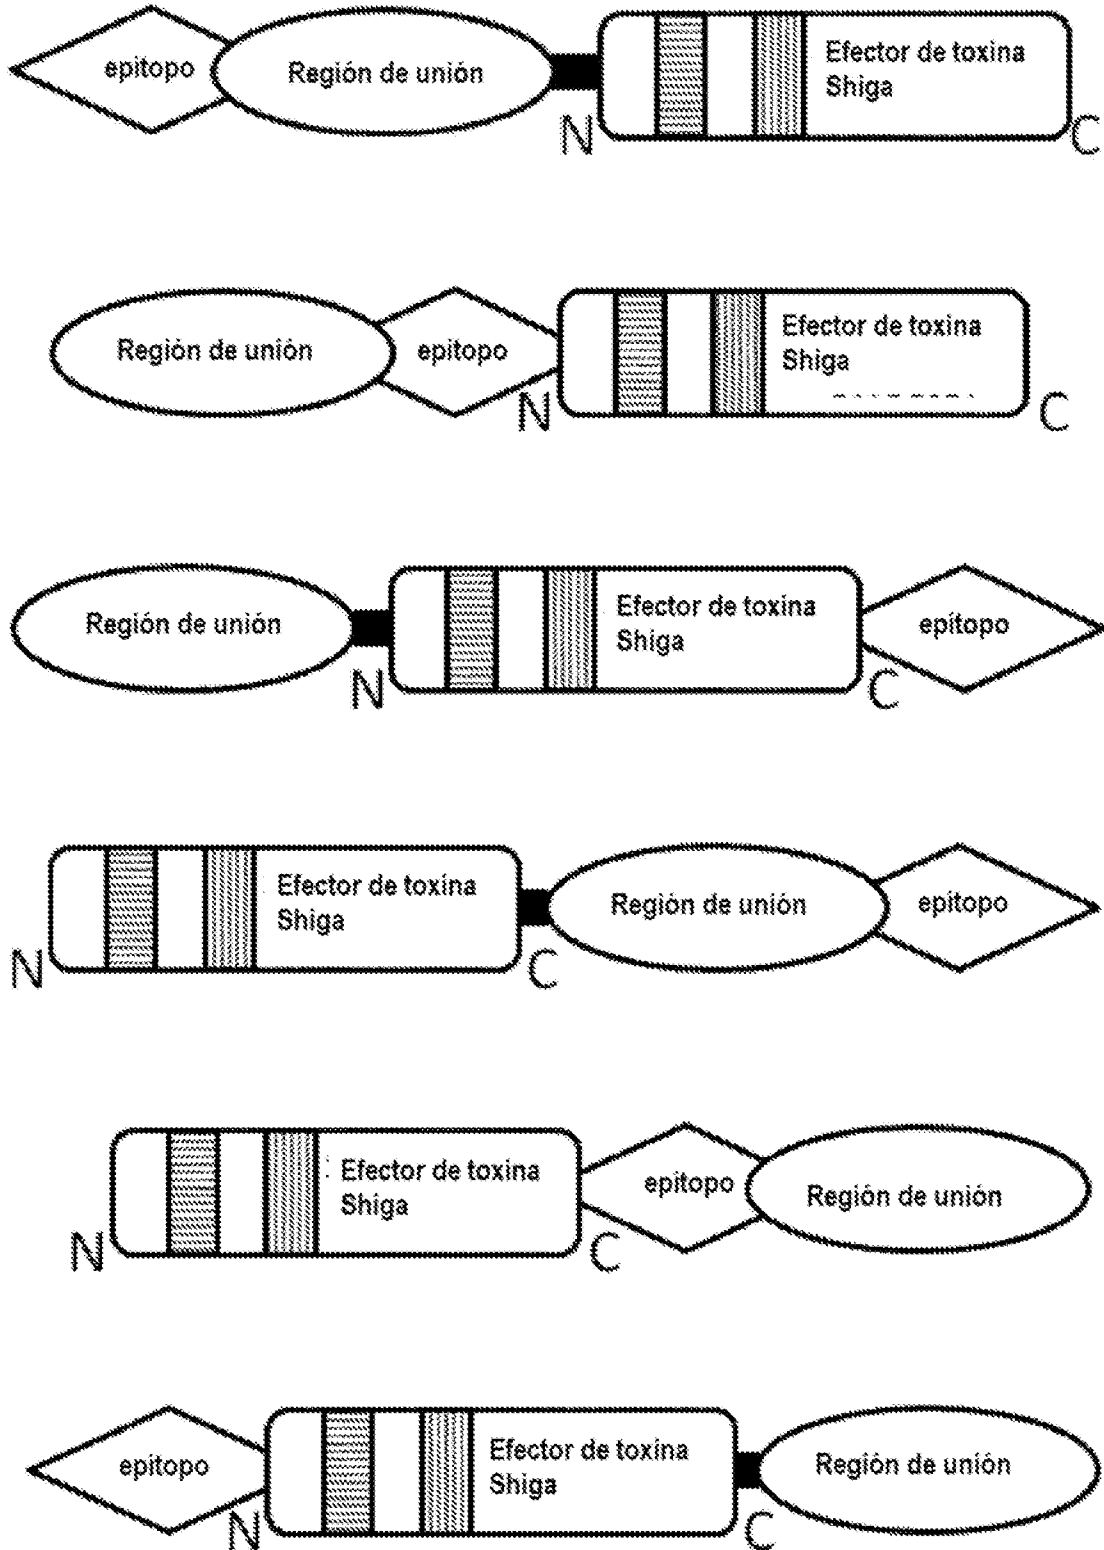 epitopo
Región de unión
Efector de toxina
Shiga
N
C
Región de unión
epitopo
Efector de toxina
Shiga
N
C
Región de unión
Efector de toxina
Shiga
epitopo
N
C
Efector de toxina
Shiga
Región de unión
epitopo
N
C
Efector de toxina
Shiga
epitopo
Región de unión
N
C
epitopo
Efector de toxina
Shiga
Región de unión
N
C